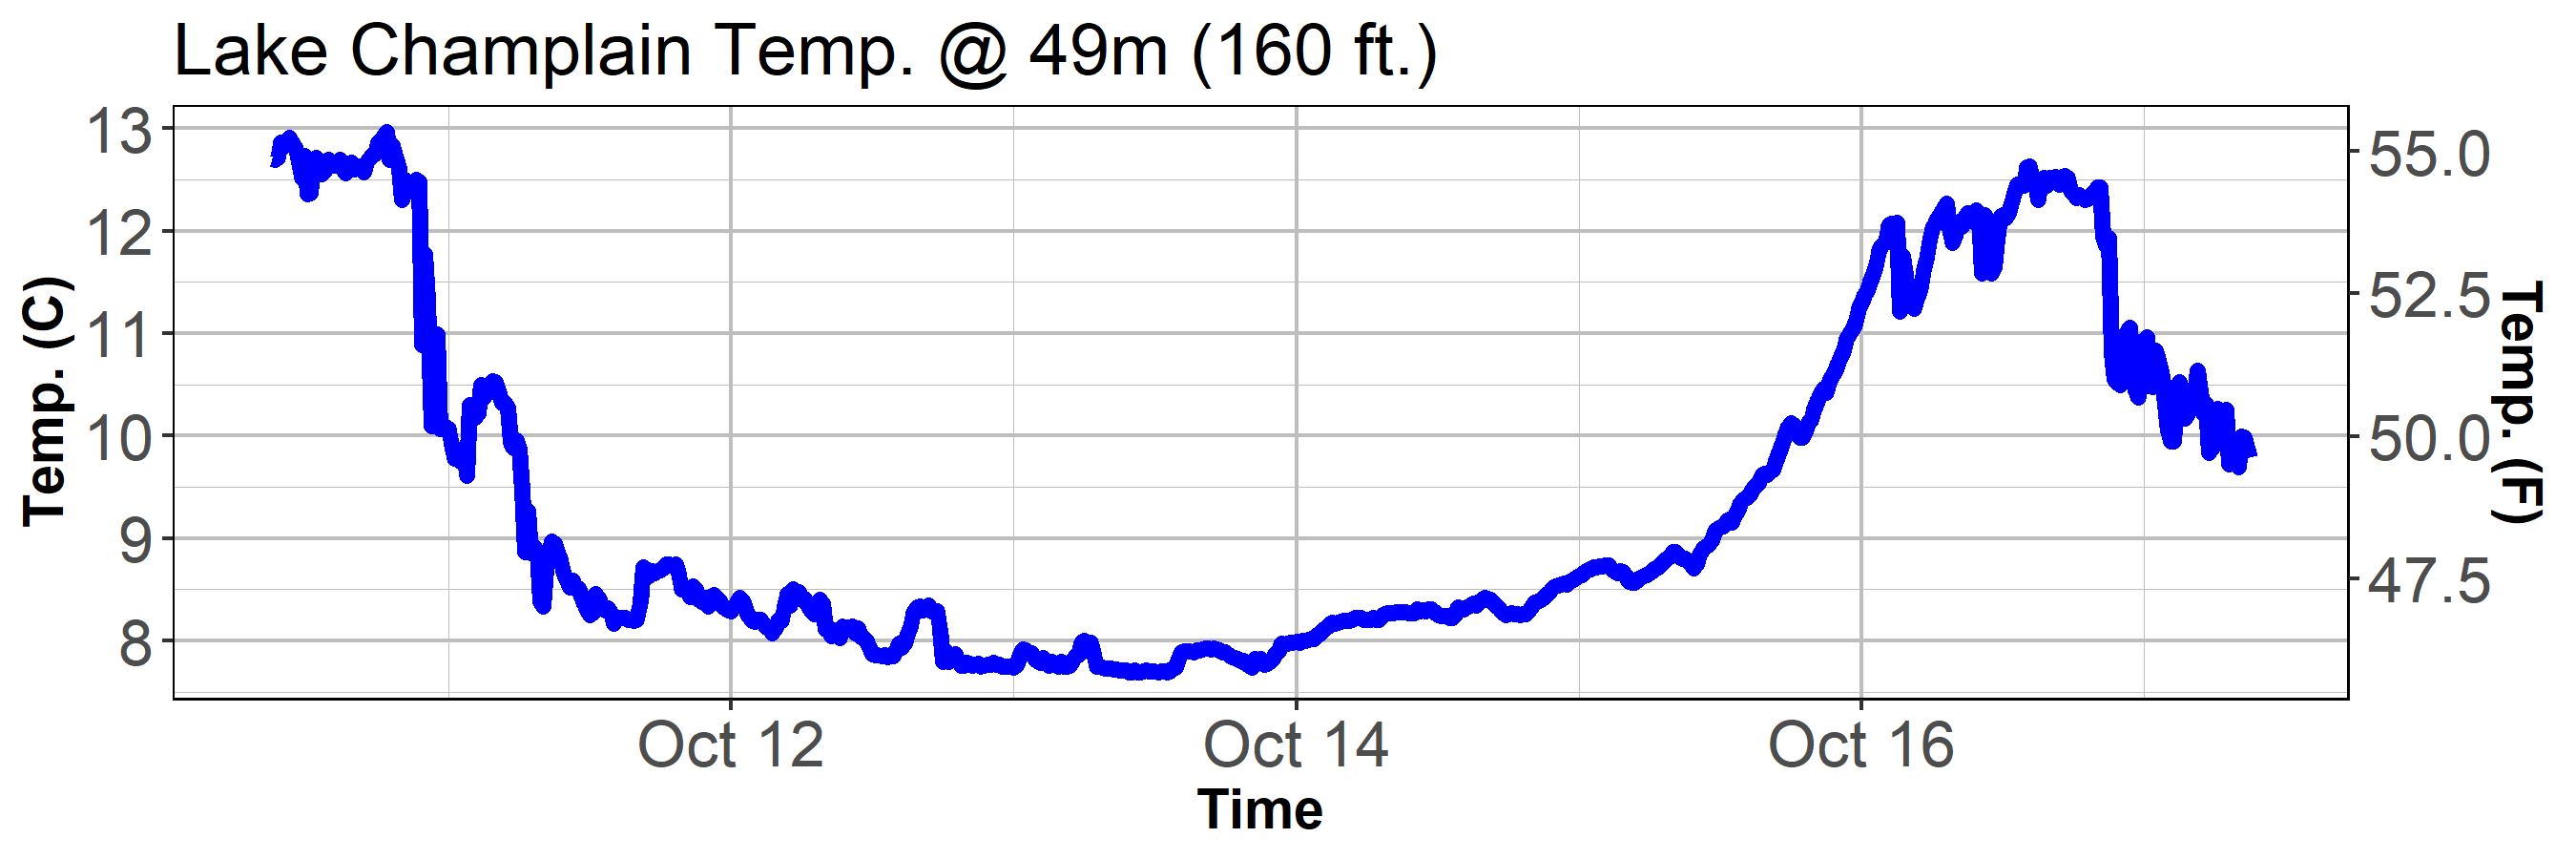 Lake Champlain Temp. @ 49m (160 ft.)
13
12
11
10
9
8
Temp. (C)
55.0
52.5
50.0
47.5
Temp. (F)
Oct 12
Oct 14
Oct 16
Time